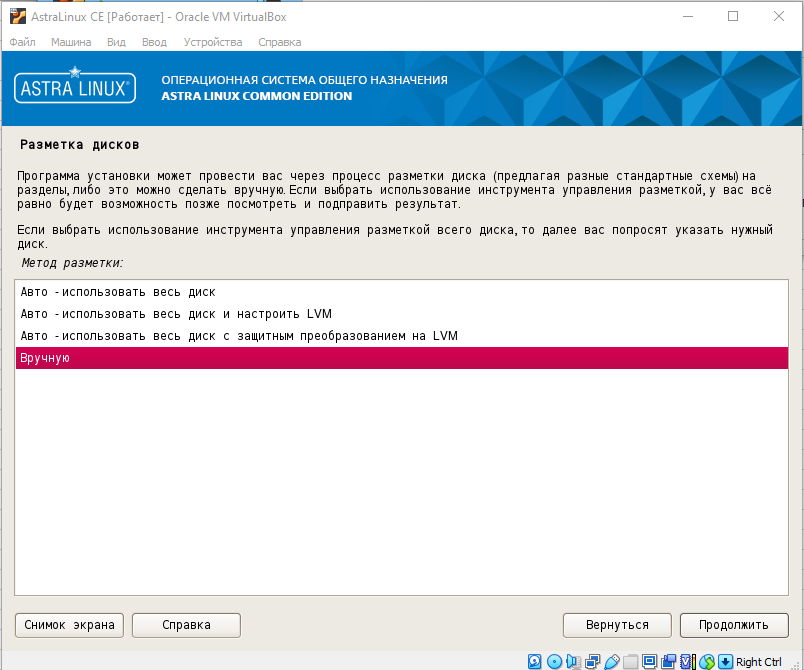 AstraLinux CE [Работает] - Oracle VM VirtualBox
Файл Машина Вид Ввод Устройства Справка
ASTRA LINUX®
ОПЕРАЦИОННАЯ СИСТЕМА ОБЩЕГО НАЗНАЧЕНИЯ
ASTRA LINUX COMMON EDITION
Разметка дисков
Программа установки может провести вас через процесс разметки диска (предлагая разные стандартные схемы) на
разделы, либо это можно сделать вручную. Если выбрать использование инструмента управления разметкой, у вас всё
равно будет возможность позже посмотреть и подправить результат.
Если выбрать использование инструмента управления разметкой всего диска, то далее вас попросят указать нужный
диск.
Метод разметки:
Авто - использовать весь диск
Авто - использовать весь диск и настроить LVM
Авто - использовать весь диск с защитным преобразованием на LVM
Вручную
Снимок экрана Справка Вернуться Продолжить
Right Ctrl